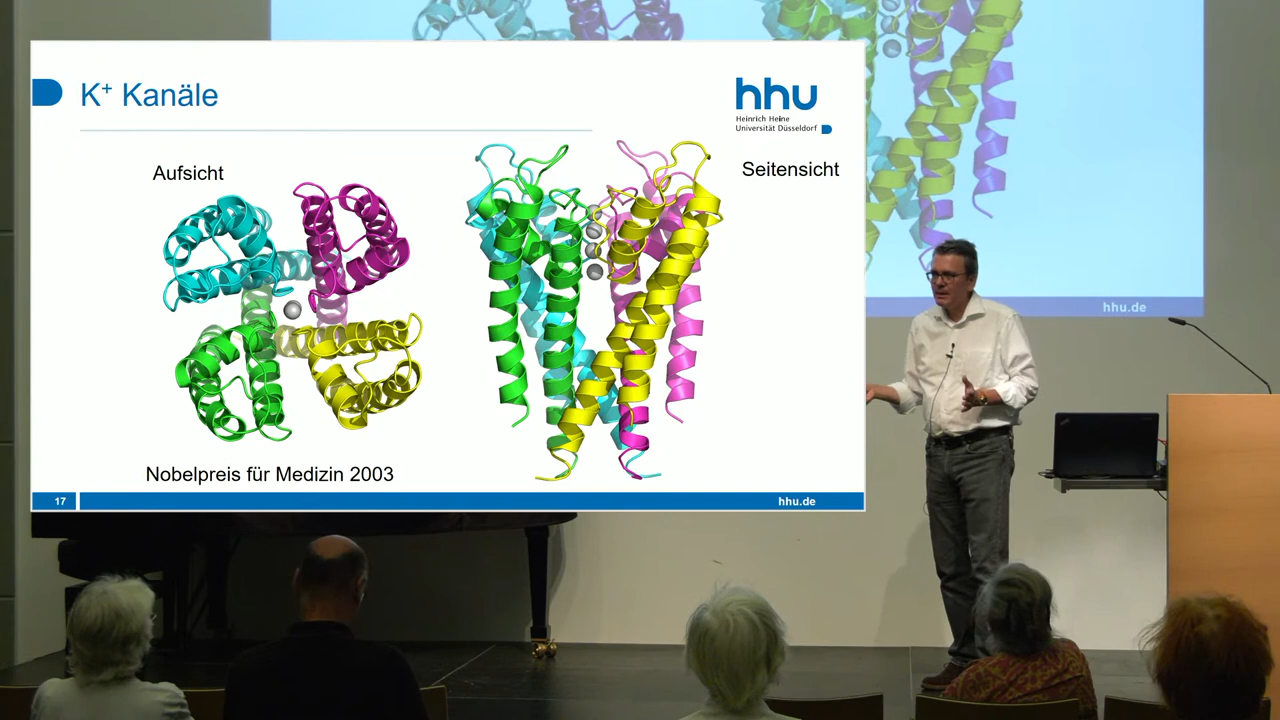 K⁺ Kanäle
hhu
Heinrich Heine
Universität Düsseldorf
Aufsicht
Seitensicht
Nobelpreis für Medizin 2003
17
hhu.de
hhu.de